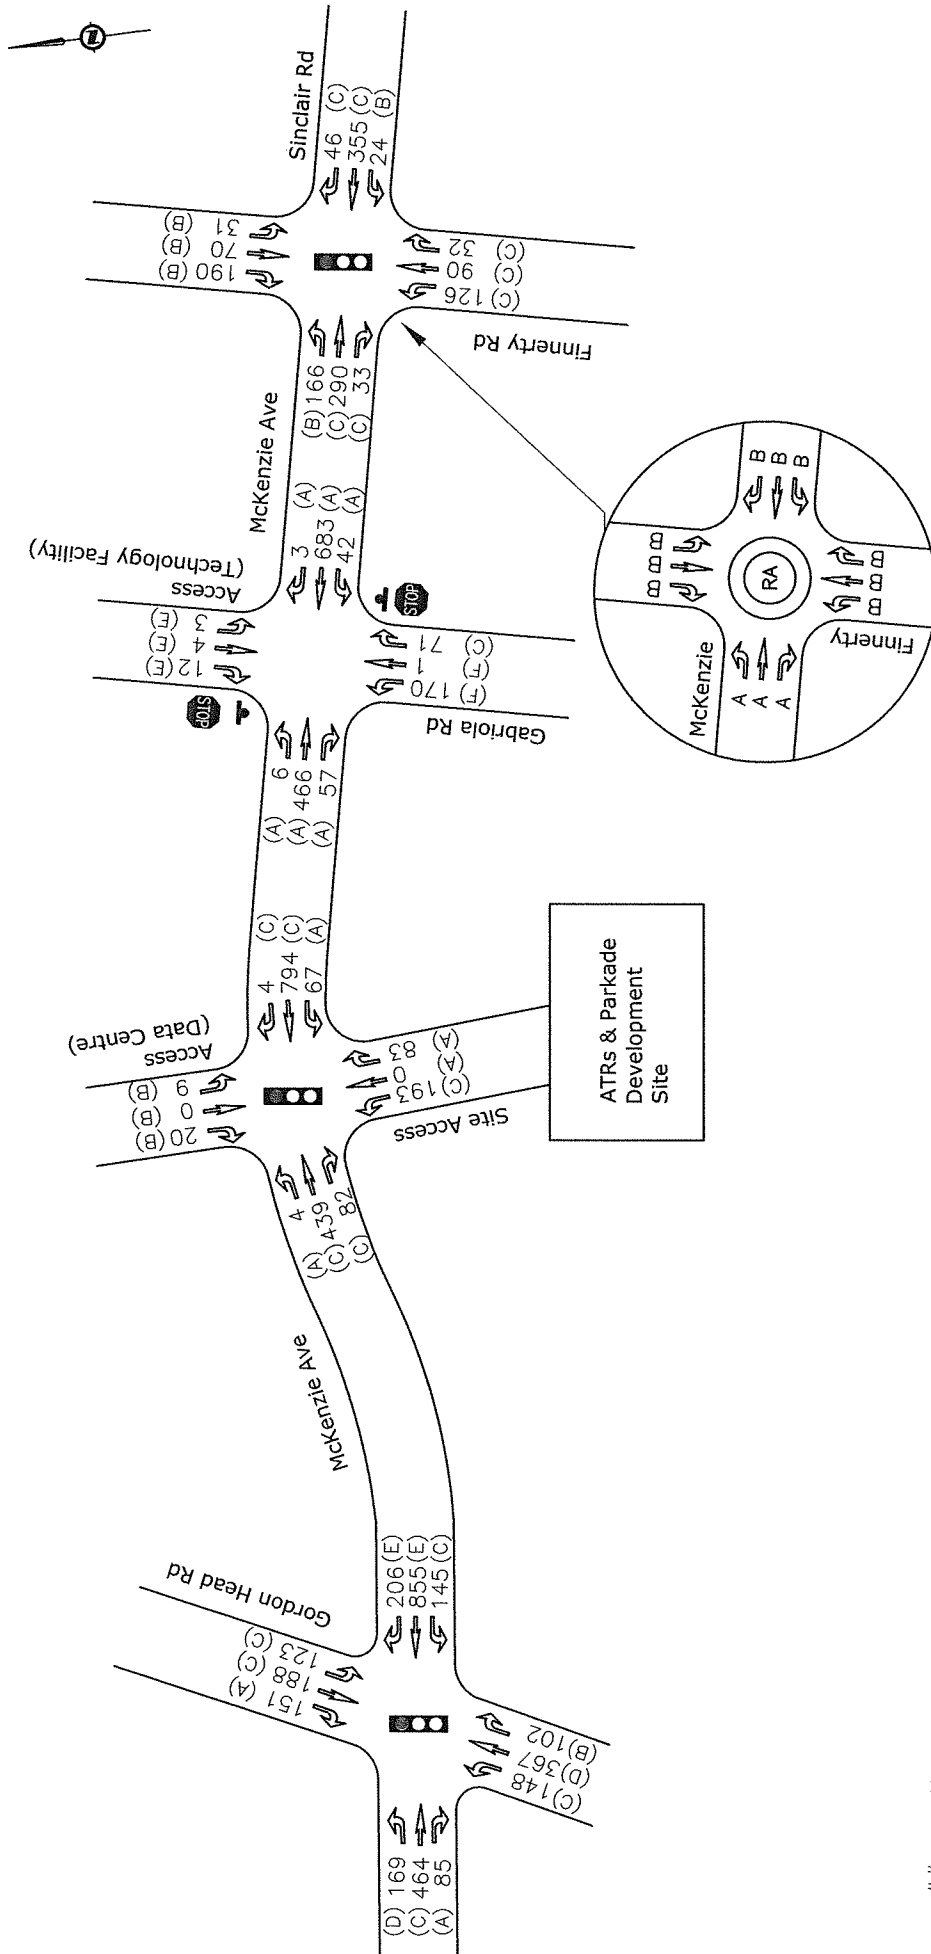 Sinclair Rd
46 (C)
355 (C)
24 (B)
31 (B)
70 (B)
190 (B)
(C) 126
(C) 90
(C) 32
Finnerty Rd
McKenzie Ave
(B) 166
(C) 290
(C) 33
3 (A)
683 (A)
42 (A)
Access
(Technology Facility)
3 (E)
4 (E)
12 (E)
STOP
STOP
(F) 170
(F) 1
(C) 71
Gabriola Rd
(A) 6
(A) 466
(A) 57
4 (C)
794 (C)
67 (A)
Access
(Data Centre)
9 (B)
0 (B)
20 (B)
(C) 193
(A) 0
(A) 83
Site Access
(A) 4
(C) 439
(C) 82
McKenzie Ave
ATRs & Parkade
Development
Site
McKenzie
Finnerty
RA
B
B
B
B
B
B
B
B
B
A
A
A
206 (E)
855 (E)
145 (C)
Gordon Head Rd
123 (C)
188 (C)
151 (A)
(C) 148
(D) 367
(B) 102
(D) 169
(C) 464
(A) 85